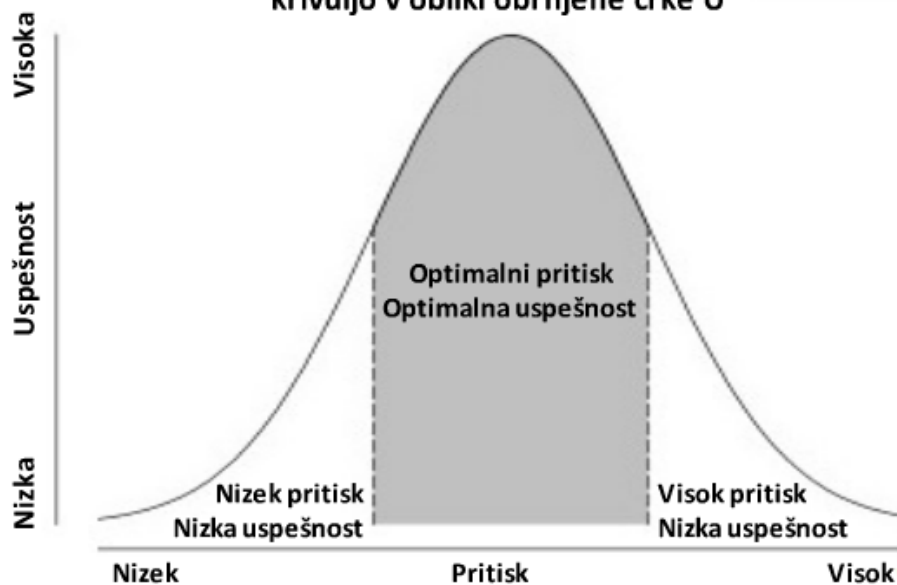 krivuljo v obliki obrnjene črke U
Visoka
Uspešnost
Nizka
Optimalni pritisk
Optimalna uspešnost
Nizek pritisk
Nizka uspešnost
Visok pritisk
Nizka uspešnost
Nizek
Pritisk
Visok